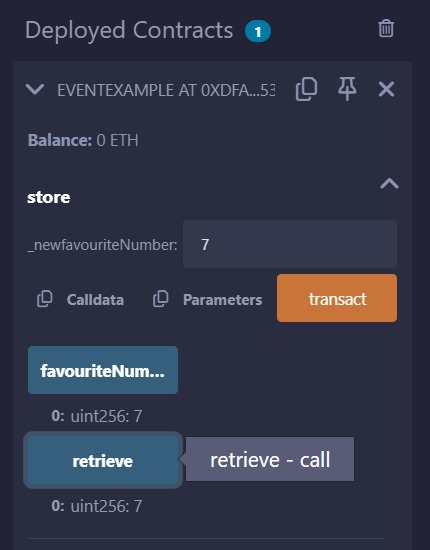 Deployed Contracts 1
EVENTEXAMPLE AT 0XDFA...53
Balance: 0 ETH
store
_newfavouriteNumber: 7
Calldata Parameters transact
favouriteNum...
0: uint256: 7
retrieve retrieve - call
0: uint256: 7